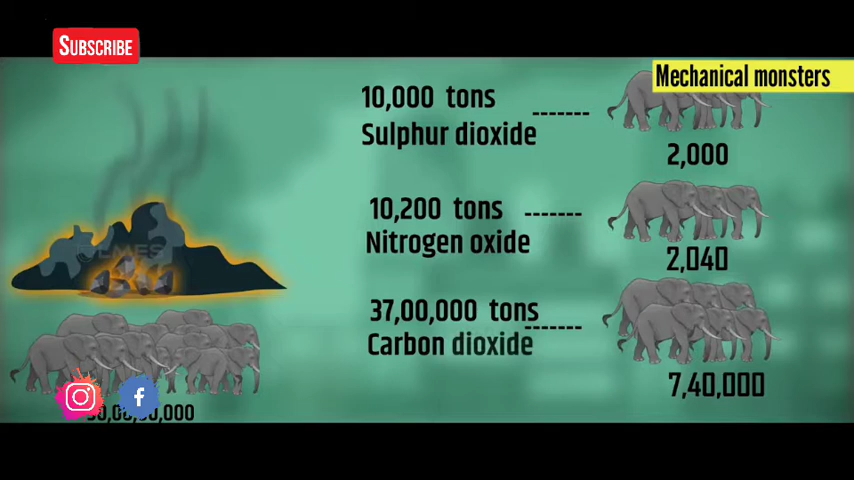 SUBSCRIBE
Mechanical monsters
10,000 tons
Sulphur dioxide
2,000
10,200 tons
Nitrogen oxide
2,040
37,00,000 tons
Carbon dioxide
7,40,000